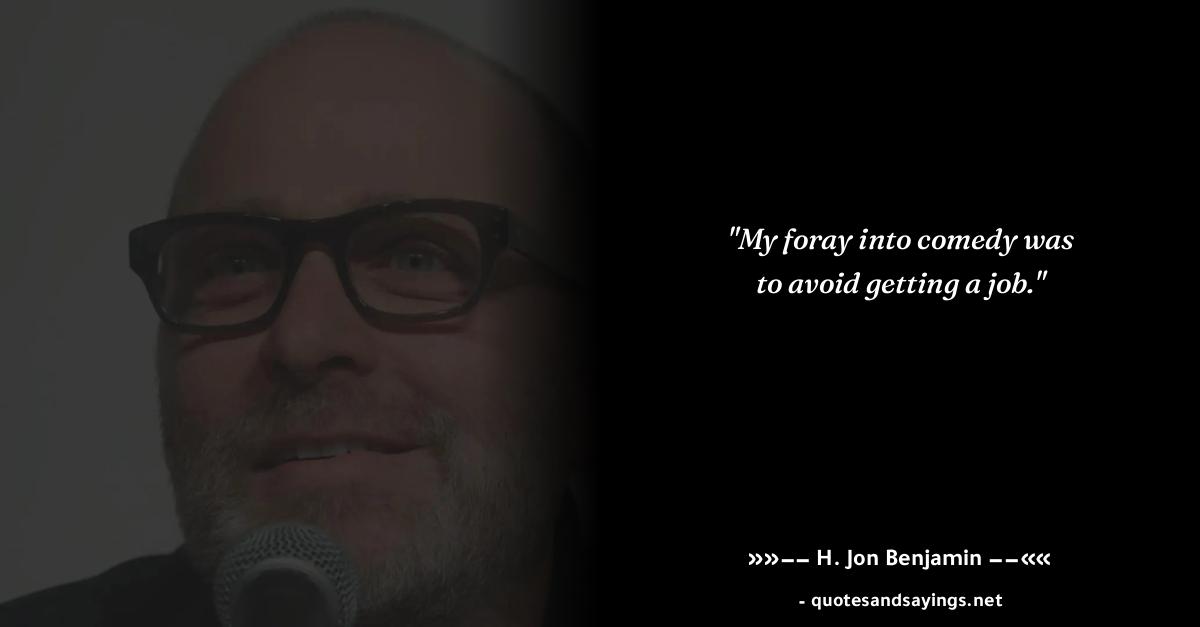 "My foray into comedy was
to avoid getting a job."
»»−− H. Jon Benjamin −−««
- quotesandsayings.net